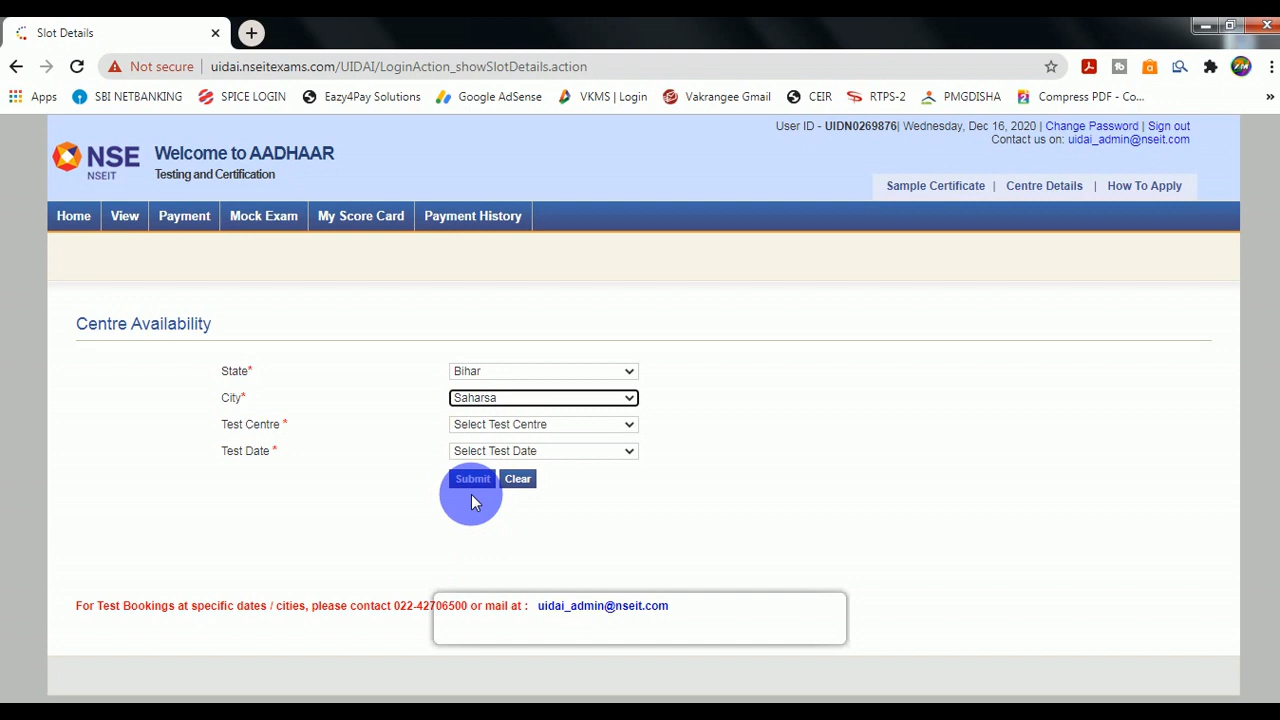 Slot Details
Not secure uidai.nseitexams.com/UIDAI/LoginAction_showSlotDetails.action
Apps SBI NETBANKING SPICE LOGIN Eazy4Pay Solutions Google AdSense VKMS | Login Vakrangee Gmail CEIR RTPS-2 PMGDISHA Compress PDF - Co... »
User ID - UIDN0269876| Wednesday, Dec 16, 2020 | Change Password | Sign out
Contact us on: uidai_admin@nseit.com
NSE
NSEIT
Welcome to AADHAAR
Testing and Certification
Sample Certificate | Centre Details | How To Apply
Home View Payment Mock Exam My Score Card Payment History
Centre Availability
State* Bihar
City* Saharsa
Test Centre * Select Test Centre
Test Date * Select Test Date
Submit Clear
For Test Bookings at specific dates / cities, please contact 022-42706500 or mail at : uidai_admin@nseit.com